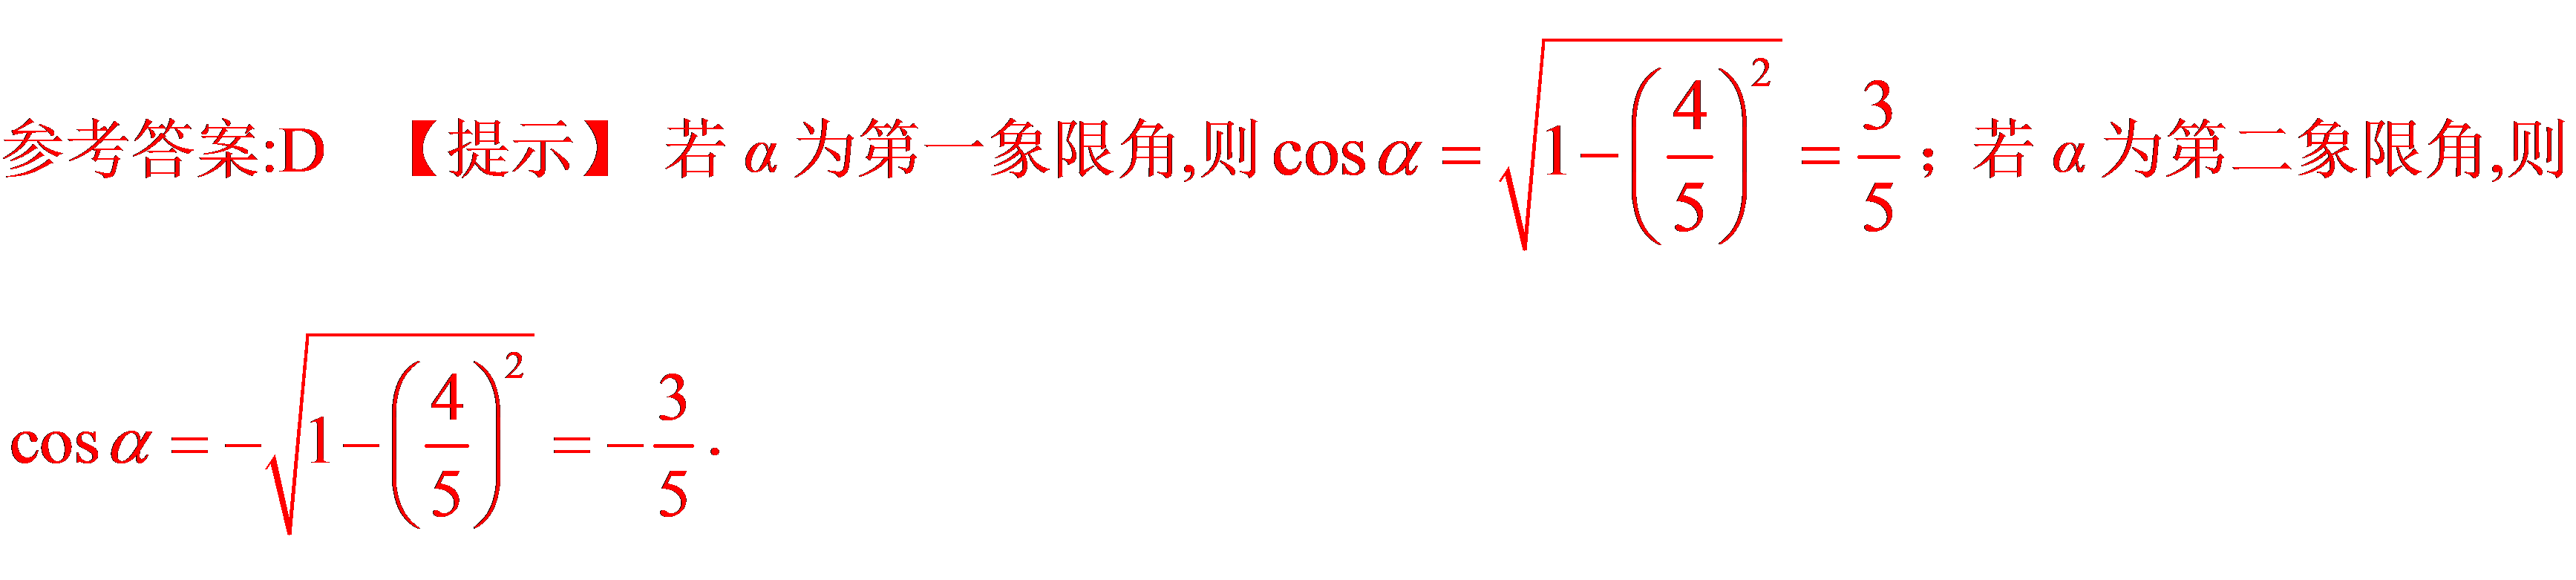 参考答案:D 【提示】 若 α 为第一象限角,则 $\cos\alpha=\sqrt{1-\left(\frac{4}{5}\right)^2}=\frac{3}{5}$；若 α 为第二象限角,则
$\cos\alpha=-\sqrt{1-\left(\frac{4}{5}\right)^2}=-\frac{3}{5}$.